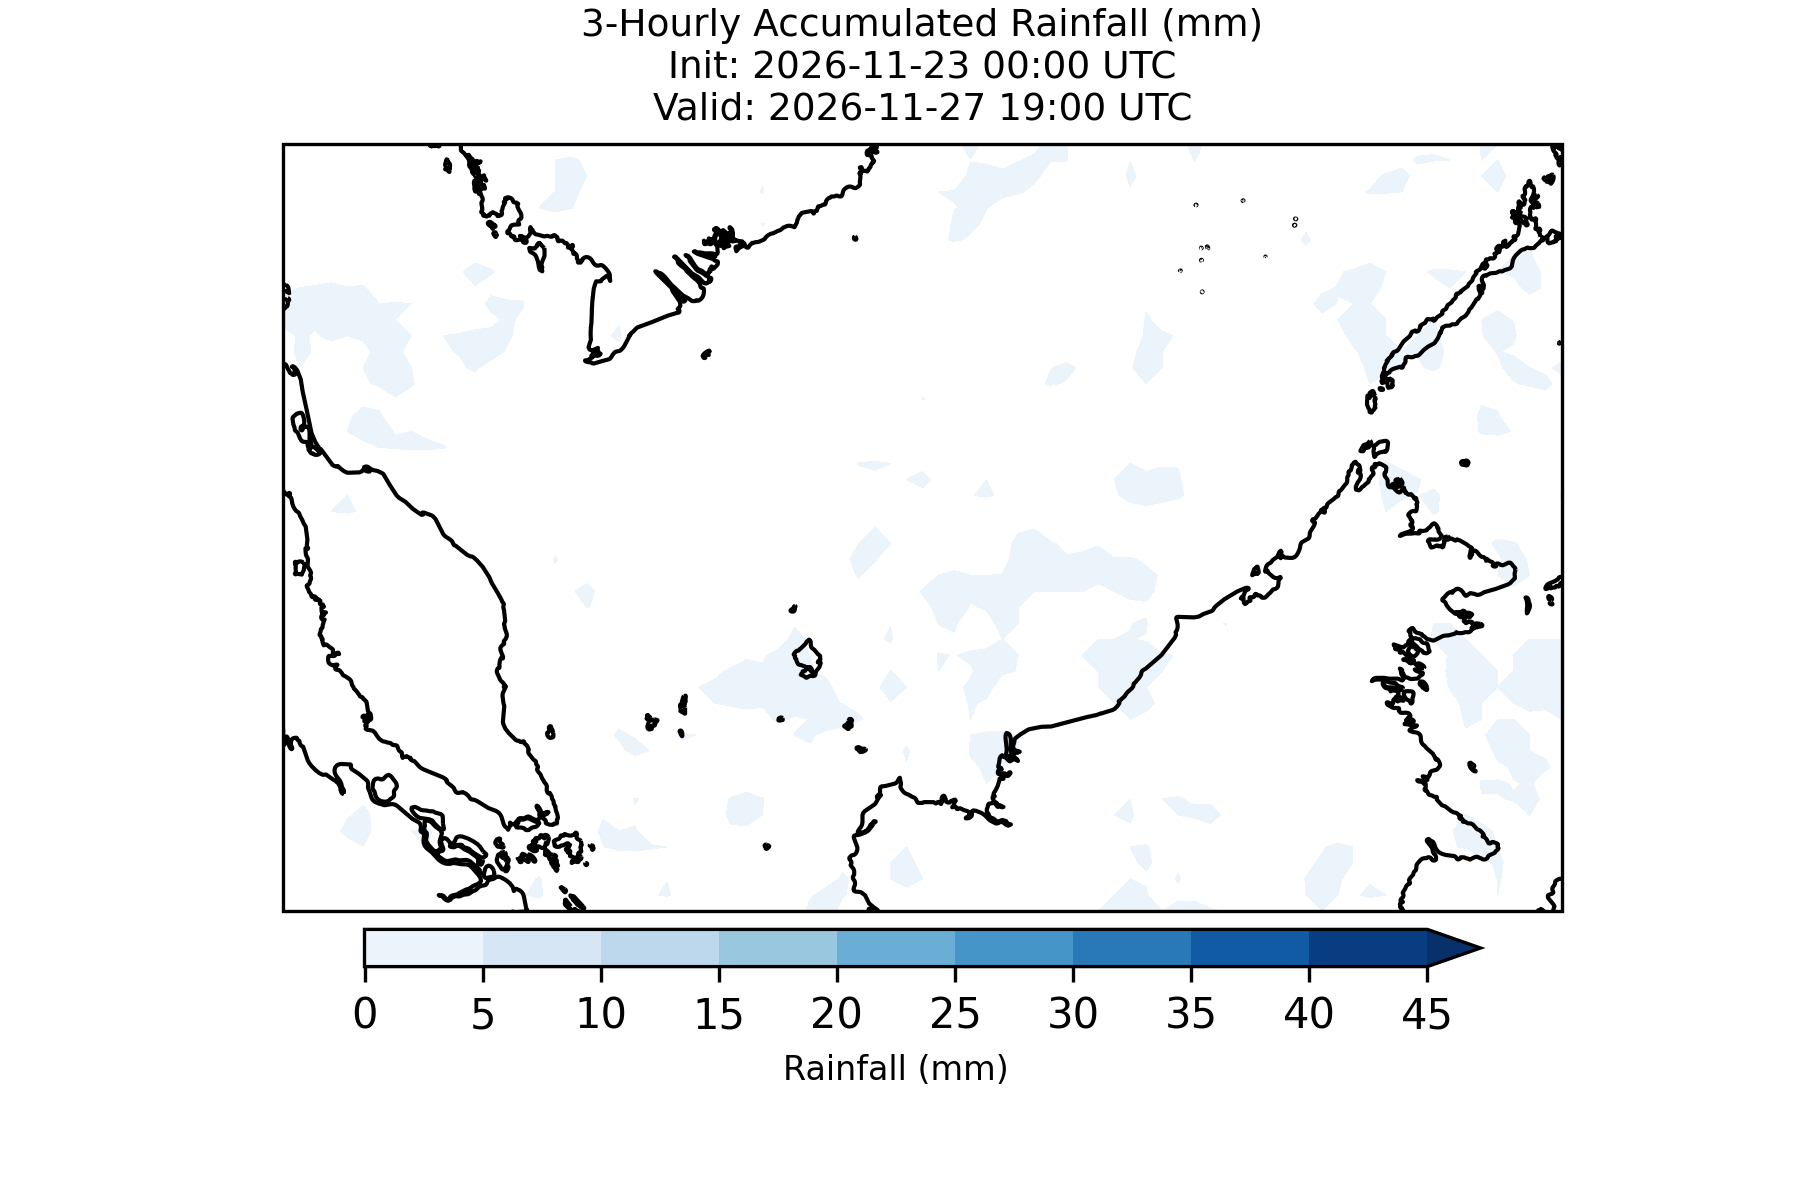 3-Hourly Accumulated Rainfall (mm)
Init: 2026-11-23 00:00 UTC
Valid: 2026-11-27 19:00 UTC
0 5 10 15 20 25 30 35 40 45
Rainfall (mm)